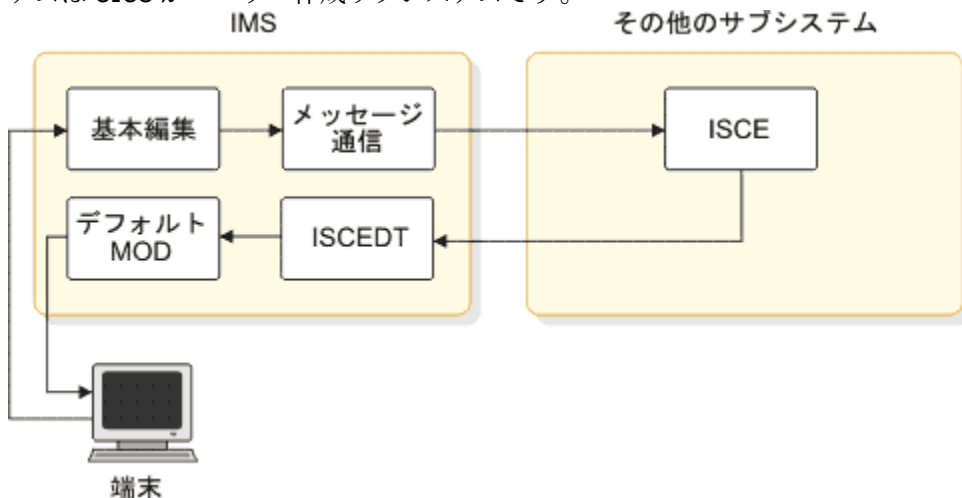 IMS
その他のサブシステム
基本編集
メッセージ
通信
ISCE
デフォルト
MOD
ISCEDT
端末